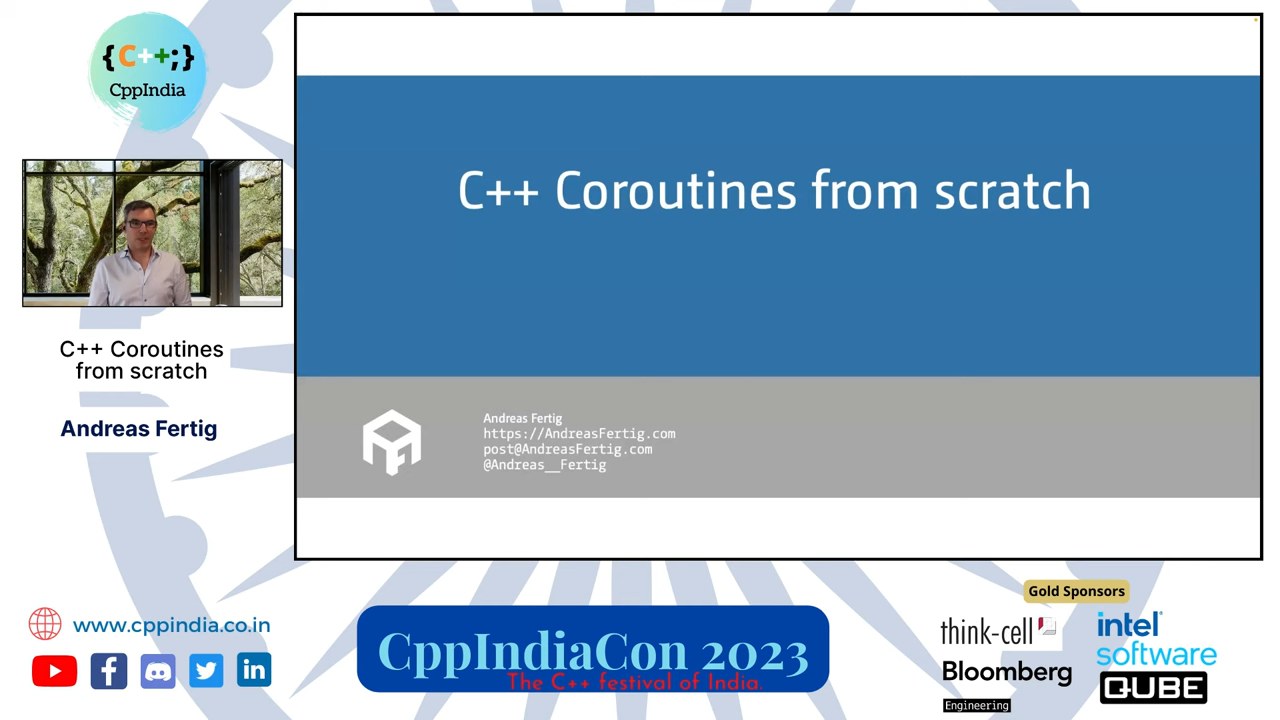 {C++;}
CppIndia
C++ Coroutines
from scratch
Andreas Fertig
C++ Coroutines from scratch
Andreas Fertig
https://AndreasFertig.com
post@AndreasFertig.com
@Andreas__Fertig
www.cppindia.co.in
CppIndiaCon 2023
The C++ festival of India.
Gold Sponsors
think-cell
intel
software
Bloomberg
Engineering
QUBE